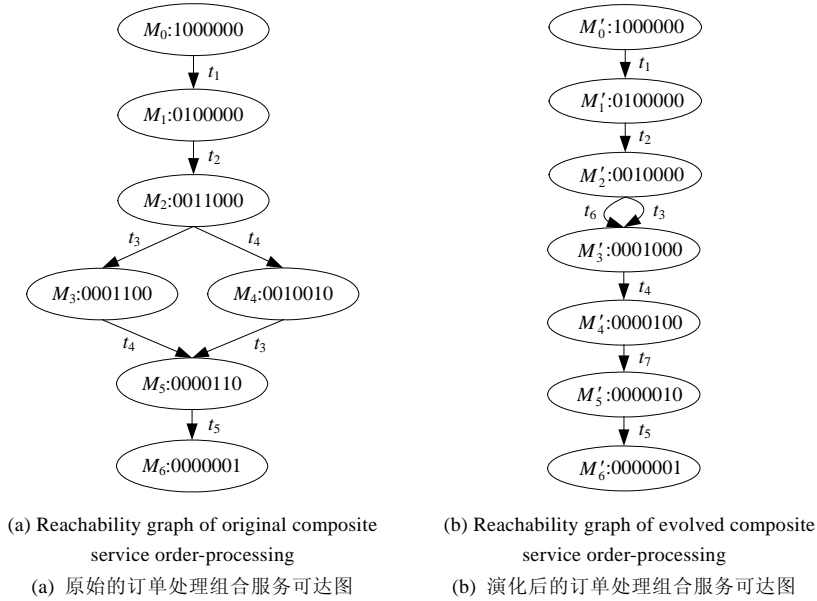 M₀:1000000
t₁
M₁:0100000
t₂
M₂:0011000
t₃ t₄
M₃:0001100 M₄:0010010
t₄ t₃
M₅:0000110
t₅
M₆:0000001
(a) Reachability graph of original composite
service order-processing
(a) 原始的订单处理组合服务可达图
M′₀:1000000
t₁
M′₁:0100000
t₂
M′₂:0010000
t₆ t₃
M′₃:0001000
t₄
M′₄:0000100
t₇
M′₅:0000010
t₅
M′₆:0000001
(b) Reachability graph of evolved composite
service order-processing
(b) 演化后的订单处理组合服务可达图